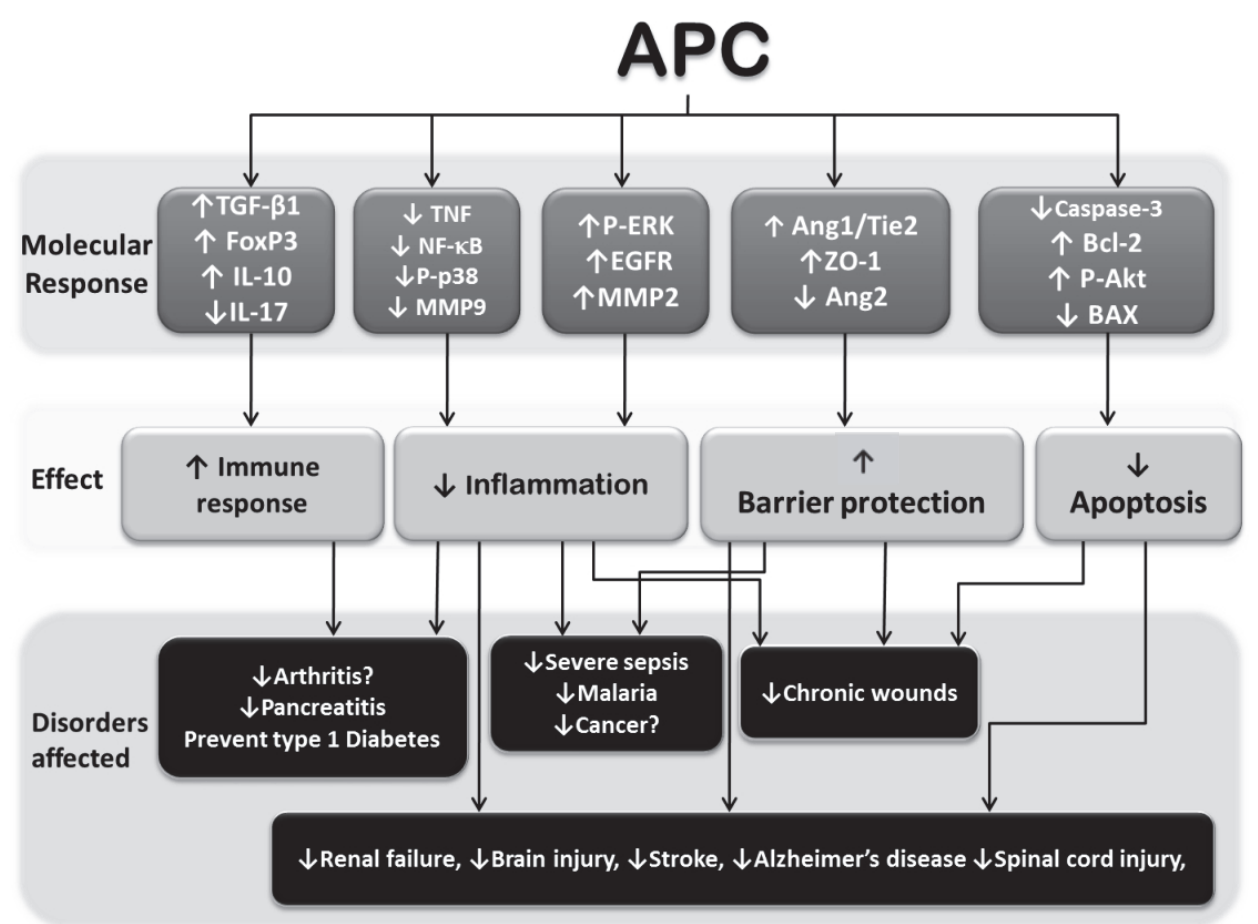 APC
Molecular
Response
↑TGF-β1
↑ FoxP3
↑ IL-10
↓IL-17
↓ TNF
↓ NF-κB
↓P-p38
↓ MMP9
↑P-ERK
↑EGFR
↑MMP2
↑ Ang1/Tie2
↑ZO-1
↓ Ang2
↓Caspase-3
↑ Bcl-2
↑ P-Akt
↓ BAX
Effect
↑ Immune
response
↓ Inflammation
↑
Barrier protection
↓
Apoptosis
Disorders
affected
↓Arthritis?
↓Pancreatitis
Prevent type 1 Diabetes
↓Severe sepsis
↓Malaria
↓Cancer?
↓Chronic wounds
↓Renal failure, ↓Brain injury, ↓Stroke, ↓Alzheimer's disease ↓Spinal cord injury,